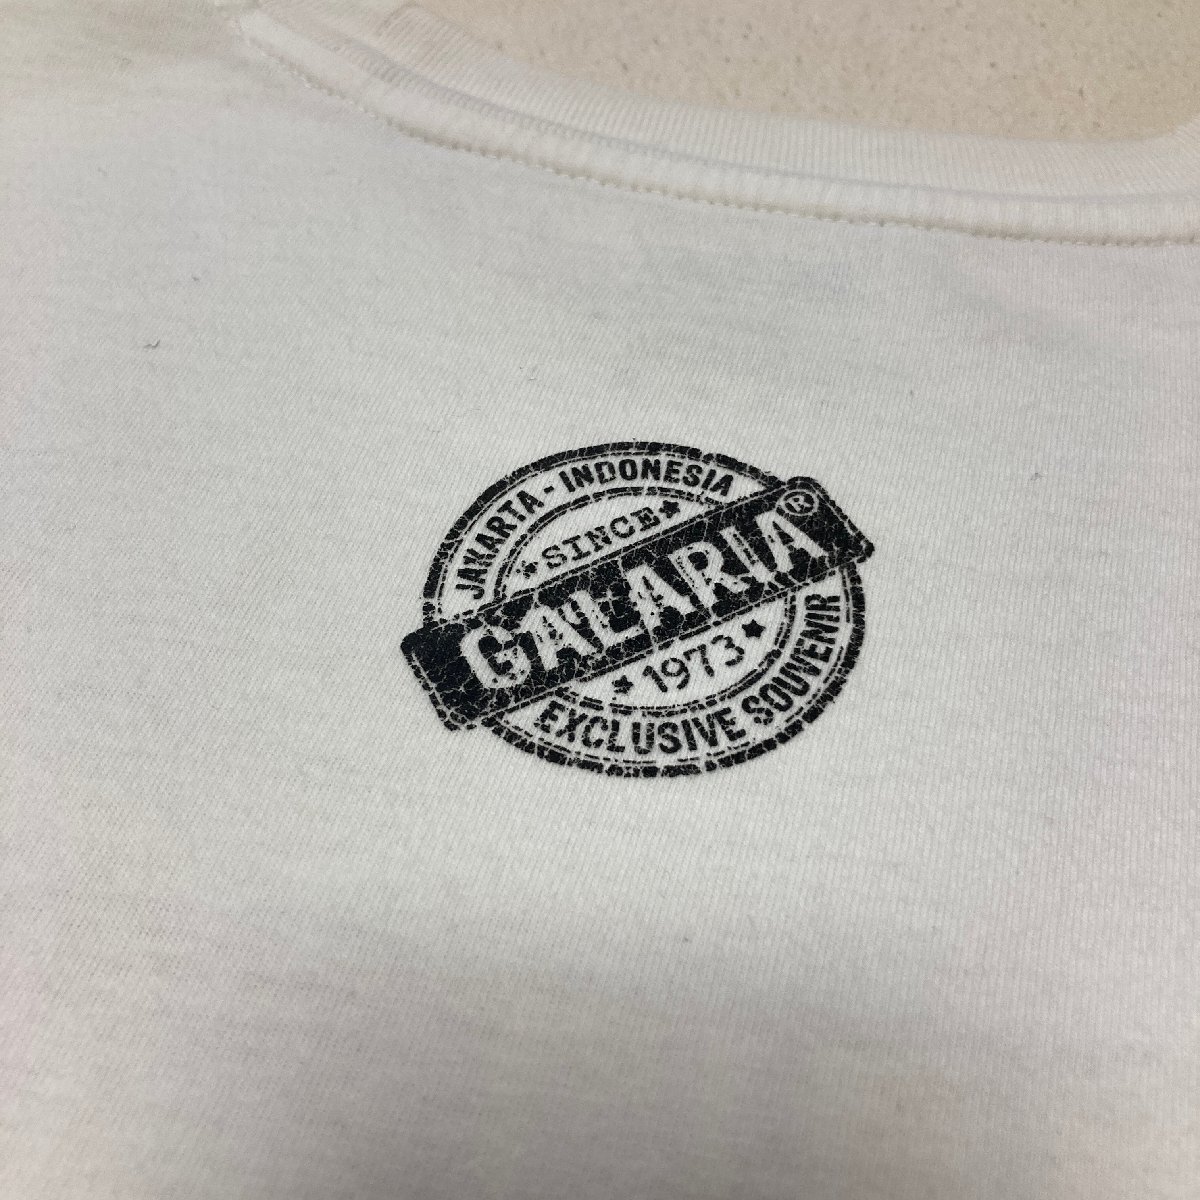 JAKARTA - INDONESIA
SINCE
GALARIA®
1973
EXCLUSIVE SOUVENIR